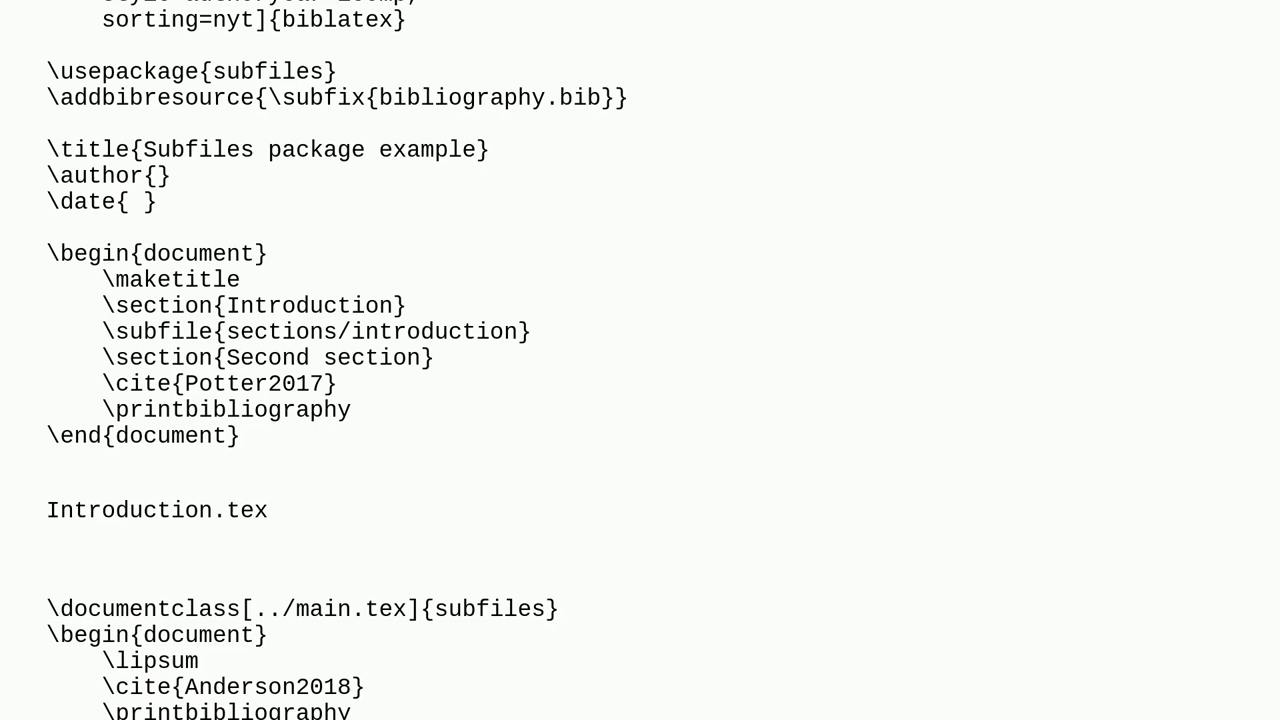 sorting=nyt]{biblatex}
\usepackage{subfiles}
\addbibresource{\subfix{bibliography.bib}}
\title{Subfiles package example}
\author{}
\date{ }
\begin{document}
\maketitle
\section{Introduction}
\subfile{sections/introduction}
\section{Second section}
\cite{Potter2017}
\printbibliography
\end{document}
Introduction.tex
\documentclass[../main.tex]{subfiles}
\begin{document}
\lipsum
\cite{Anderson2018}
\printbibliography